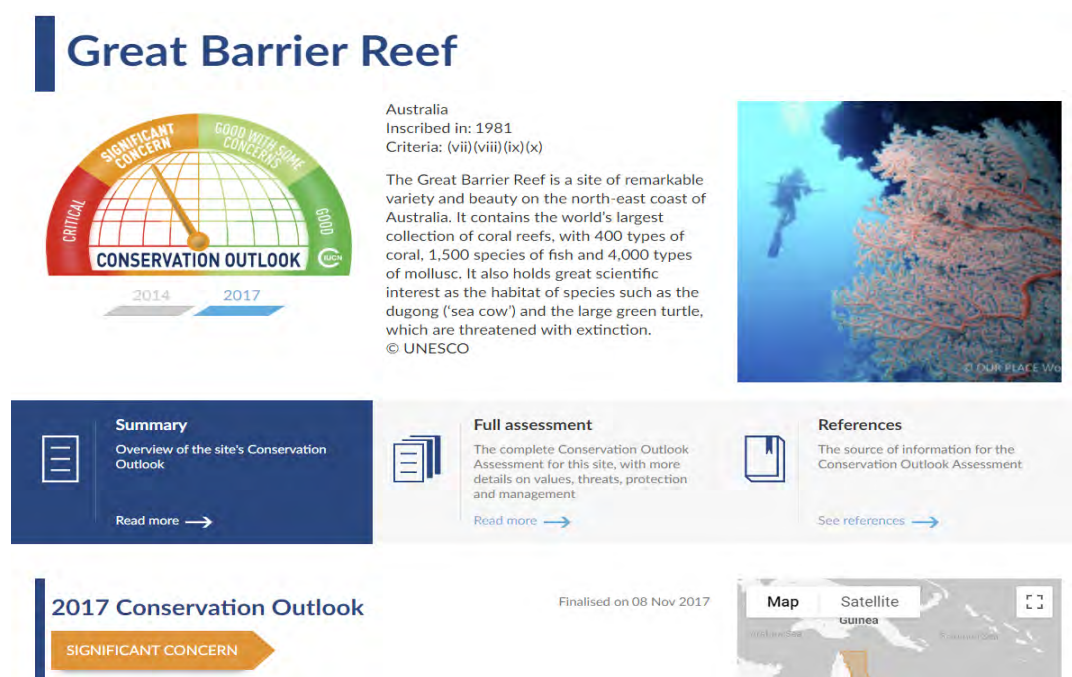 Great Barrier Reef
CRITICAL
SIGNIFICANT
CONCERN
GOOD WITH SOME
CONCERNS
GOOD
CONSERVATION OUTLOOK
IUCN
2014
2017
Australia
Inscribed in: 1981
Criteria: (vii)(viii)(ix)(x)
The Great Barrier Reef is a site of remarkable
variety and beauty on the north-east coast of
Australia. It contains the world's largest
collection of coral reefs, with 400 types of
coral, 1,500 species of fish and 4,000 types
of mollusc. It also holds great scientific
interest as the habitat of species such as the
dugong ('sea cow') and the large green turtle,
which are threatened with extinction.
© UNESCO
© OUR PLACE Wo
Summary
Overview of the site's Conservation
Outlook
Read more
Full assessment
The complete Conservation Outlook
Assessment for this site, with more
details on values, threats, protection
and management
Read more
References
The source of information for the
Conservation Outlook Assessment
See references
2017 Conservation Outlook
Finalised on 08 Nov 2017
SIGNIFICANT CONCERN
Map
Satellite
Guinea